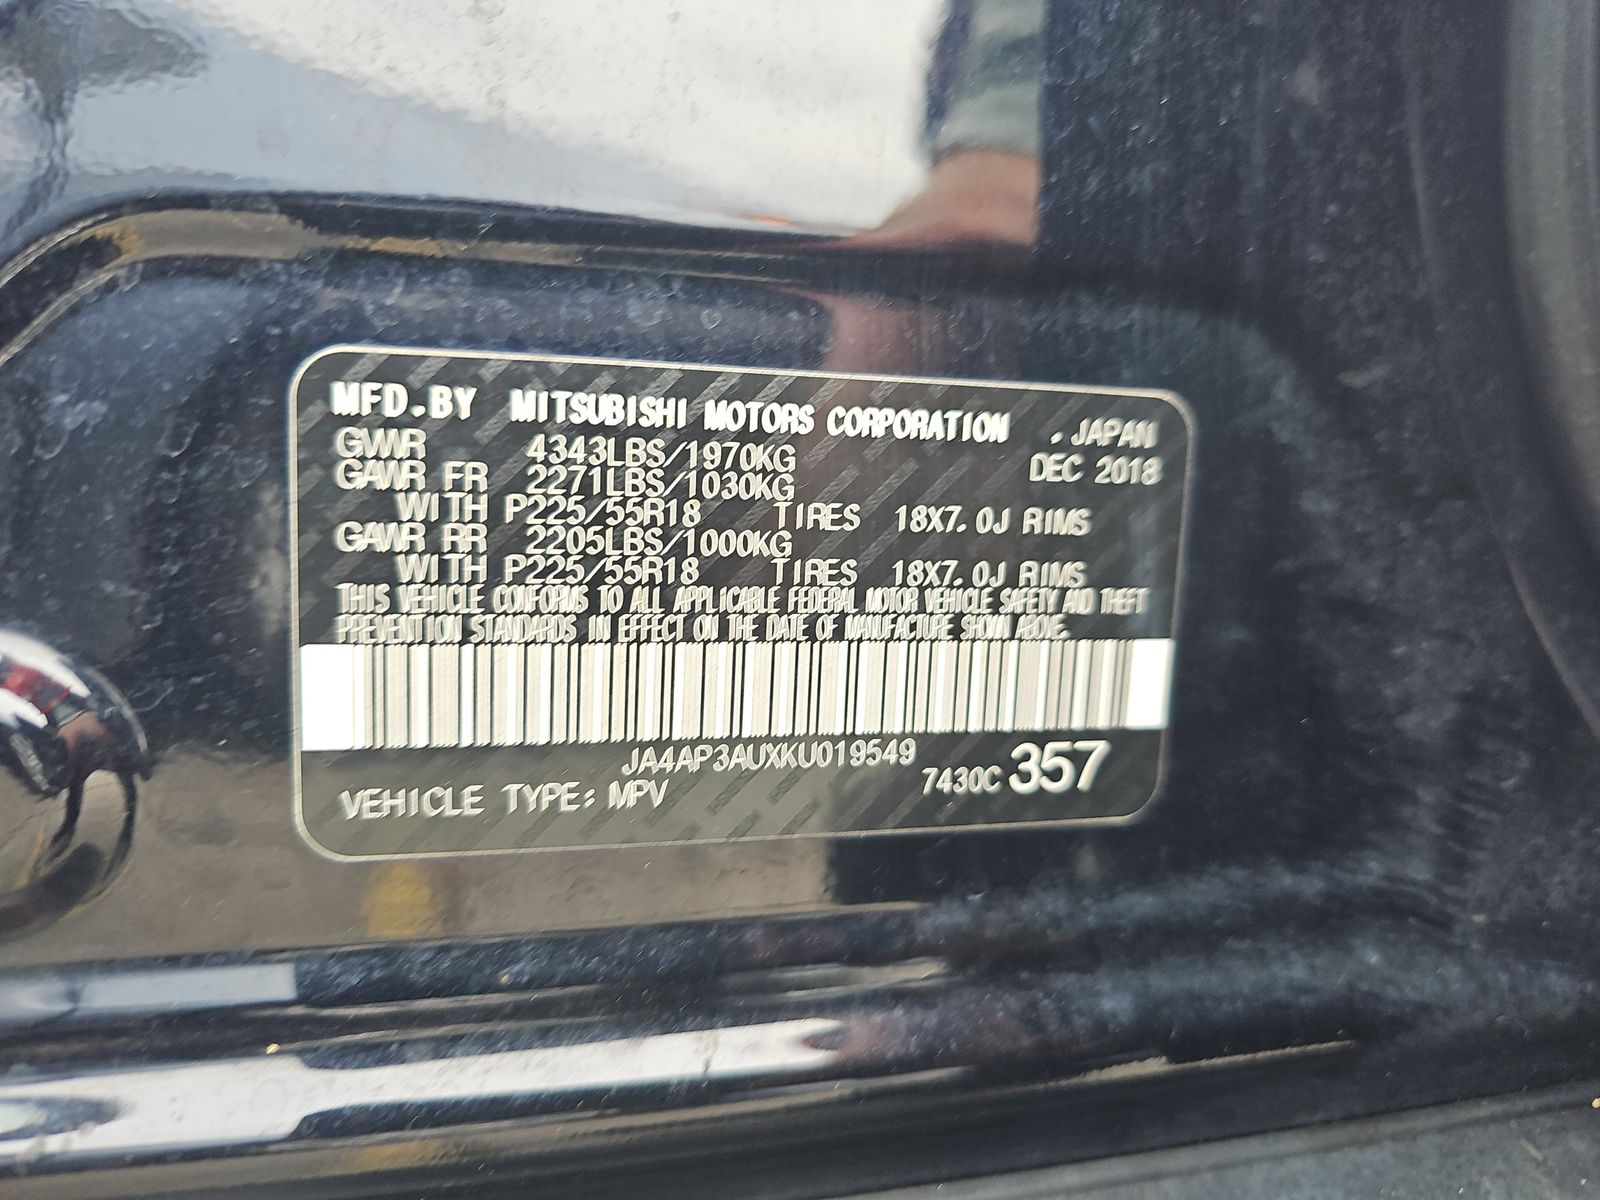 MFD.BY MITSUBISHI MOTORS CORPORATION , JAPAN
GVWR 4343LBS/1970KG DEC 2018
GAWR FR 2271LBS/1030KG
WITH P225/55R18 TIRES 18X7.0J RIMS
GAWR RR 2205LBS/1000KG
WITH P225/55R18 TIRES 18X7.0J RIMS
THIS VEHICLE CONFORMS TO ALL APPLICABLE FEDERAL MOTOR VEHICLE SAFETY AND THEFT
PREVENTION STANDARDS IN EFFECT ON THE DATE OF MANUFACTURE SHOWN ABOVE.
JA4AP3AUXKU019549
VEHICLE TYPE: MPV 7430C 357